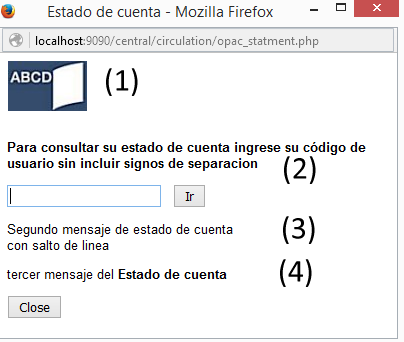 Estado de cuenta - Mozilla Firefox
localhost:9090/central/circulation/opac_statment.php
ABCD (1)
Para consultar su estado de cuenta ingrese su código de
usuario sin incluir signos de separacion
(2)
Ir
Segundo mensaje de estado de cuenta
con salto de linea
(3)
tercer mensaje del Estado de cuenta (4)
Close